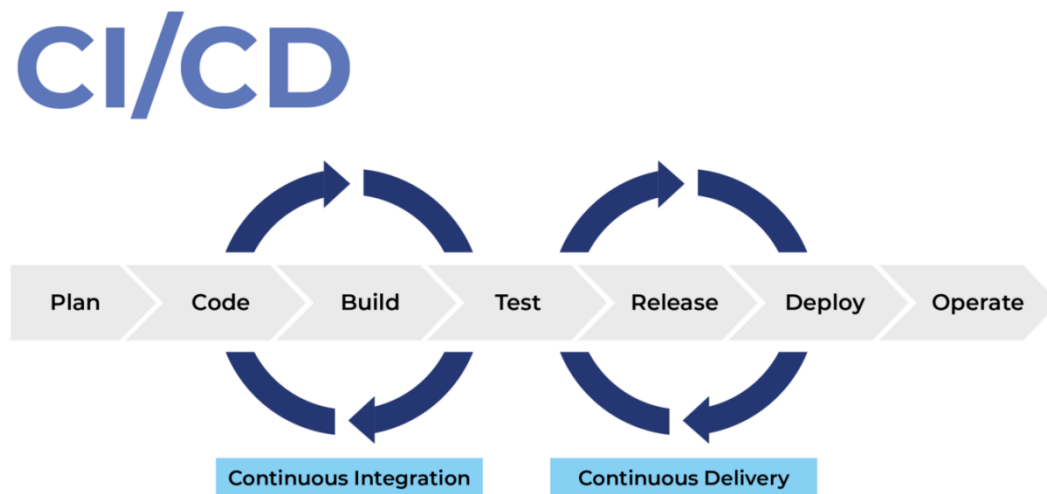 CI/CD
Plan Code Build Test Release Deploy Operate
Continuous Integration Continuous Delivery